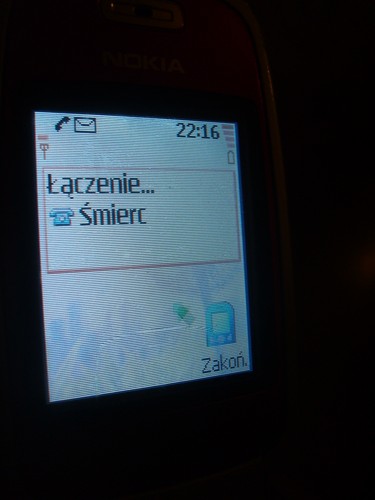 NOKIA
22:16
Łączenie...
Śmierc
Zakoń.